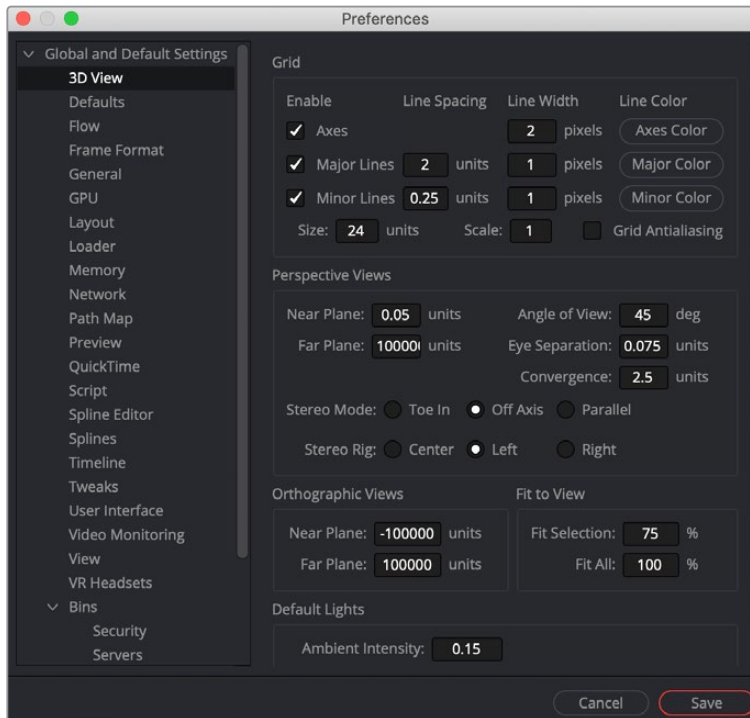 Preferences
Global and Default Settings
3D View
Defaults
Flow
Frame Format
General
GPU
Layout
Loader
Memory
Network
Path Map
Preview
QuickTime
Script
Spline Editor
Splines
Timeline
Tweaks
User Interface
Video Monitoring
View
VR Headsets
Bins
Security
Servers
Grid
Enable Line Spacing Line Width Line Color
Axes 2 pixels Axes Color
Major Lines 2 units 1 pixels Major Color
Minor Lines 0.25 units 1 pixels Minor Color
Size: 24 units Scale: 1 Grid Antialiasing
Perspective Views
Near Plane: 0.05 units Angle of View: 45 deg
Far Plane: 10000 units Eye Separation: 0.075 units
Convergence: 2.5 units
Stereo Mode: Toe In Off Axis Parallel
Stereo Rig: Center Left Right
Orthographic Views
Near Plane: -100000 units
Far Plane: 100000 units
Fit to View
Fit Selection: 75 %
Fit All: 100 %
Default Lights
Ambient Intensity: 0.15
Cancel Save